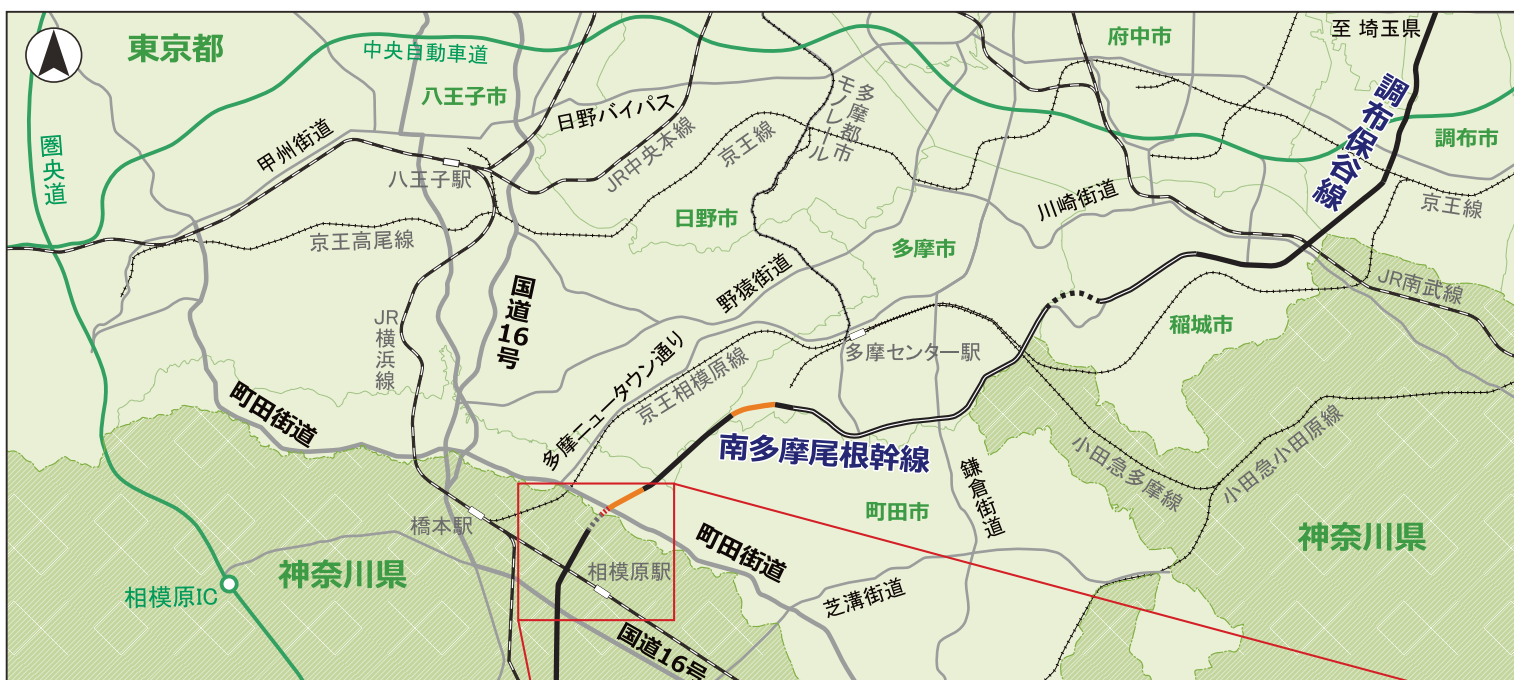 東京都
中央自動車道
八王子市
府中市
至 埼玉県
調布保谷線
調布市
圏央道
甲州街道
日野バイパス
JR中央本線
京王線
多摩都市
モノレール
八王子駅
日野市
川崎街道
京王線
京王高尾線
多摩市
国道16号
野猿街道
JR南武線
JR横浜線
稲城市
多摩センター駅
多摩ニュータウン通り
京王相模原線
町田街道
南多摩尾根幹線
小田急多摩線
小田急小田原線
鎌倉街道
町田市
橋本駅
町田街道
神奈川県
神奈川県
相模原駅
相模原IC
芝溝街道
国道16号